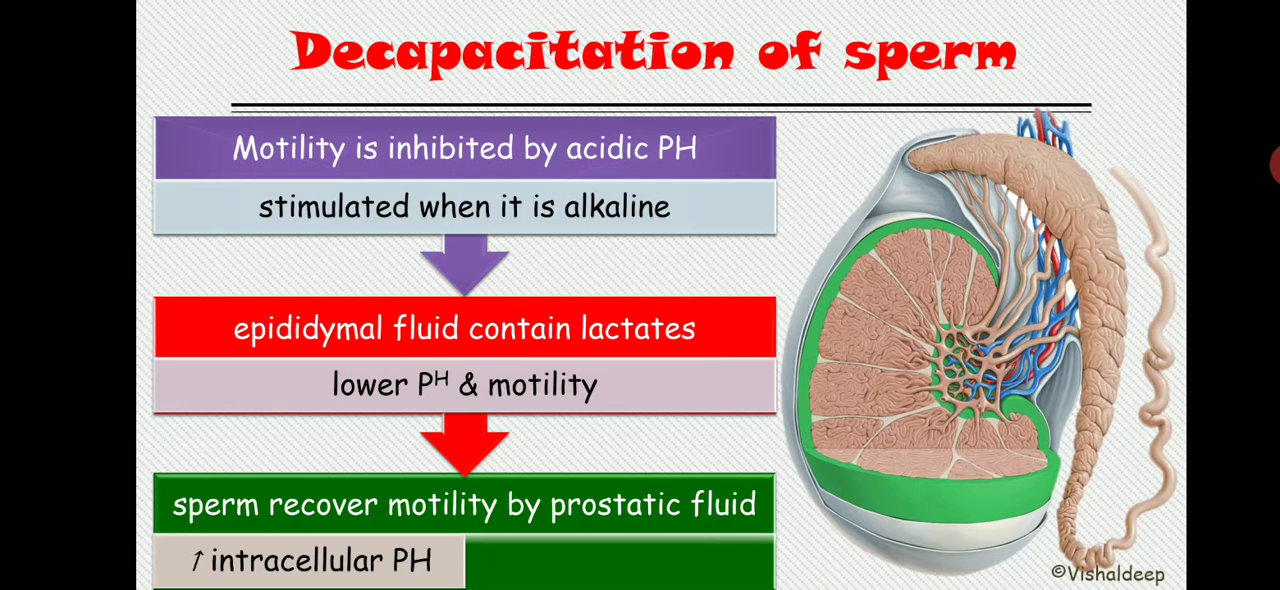 Decapacitation of sperm
Motility is inhibited by acidic PH
stimulated when it is alkaline
epididymal fluid contain lactates
lower Pᴴ & motility
sperm recover motility by prostatic fluid
↑ intracellular PH
©Vishaldeep